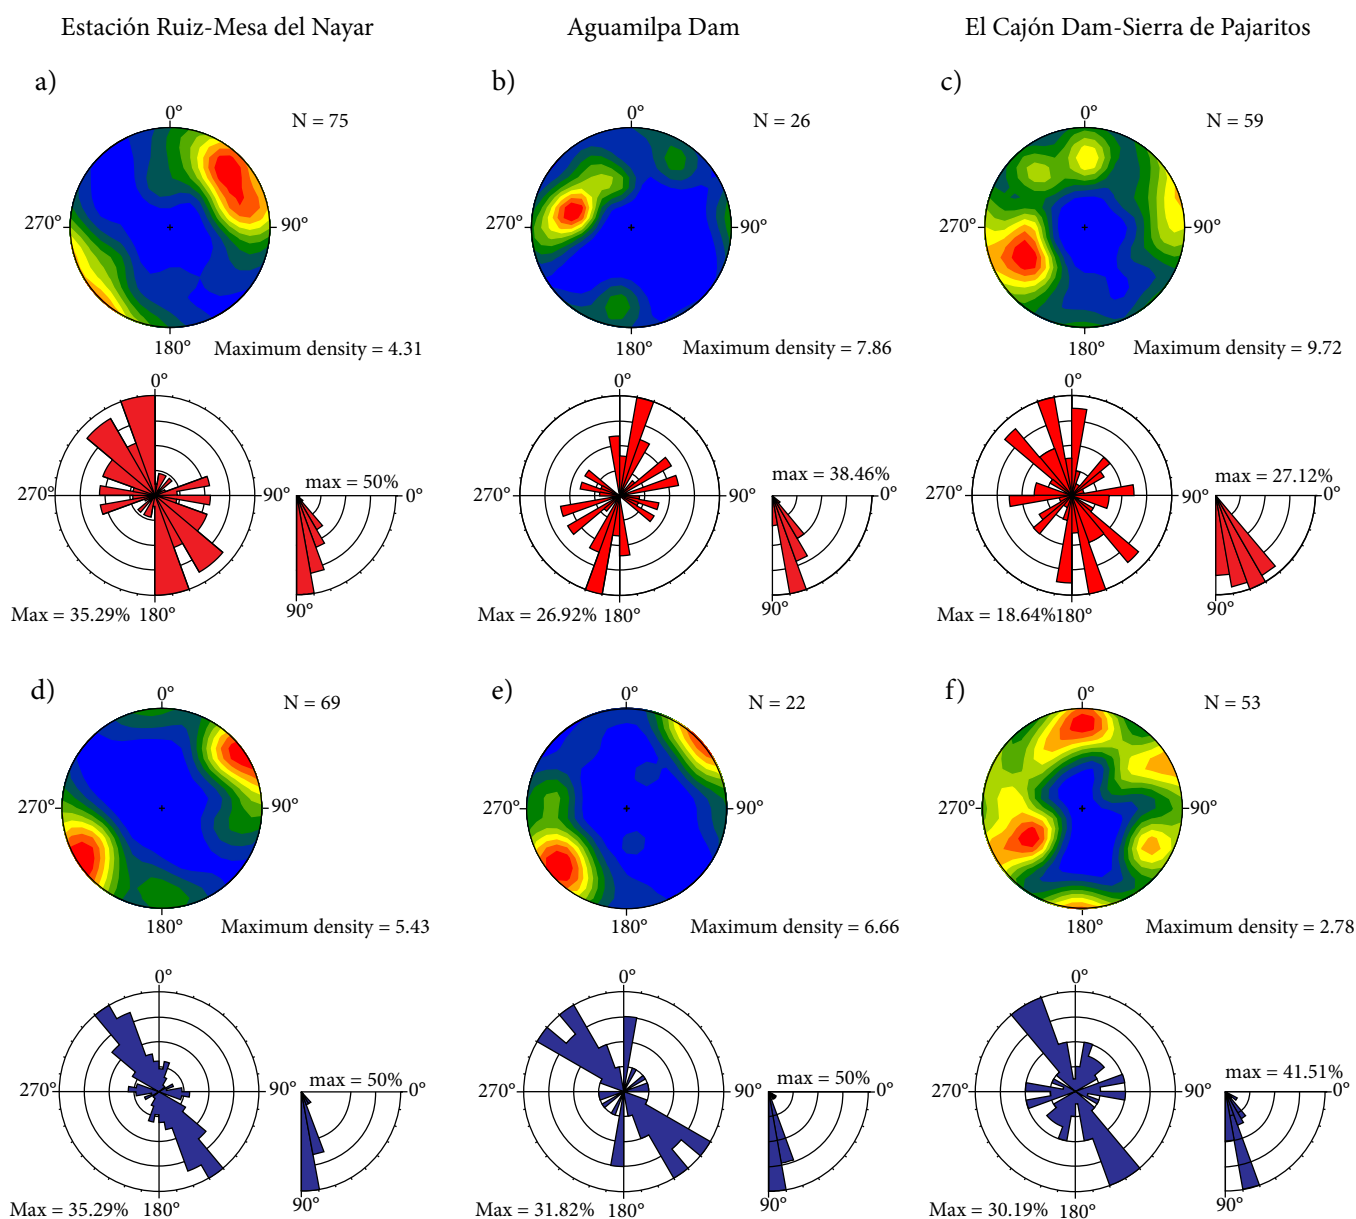 Estación Ruiz-Mesa del Nayar
Aguamilpa Dam
El Cajón Dam-Sierra de Pajaritos
a)
0°
N = 75
270°
90°
180°
Maximum density = 4.31
0°
270°
90°
180°
Max = 35.29%
max = 50%
0°
90°
b)
0°
N = 26
270°
90°
180°
Maximum density = 7.86
0°
270°
90°
180°
Max = 26.92%
max = 38.46%
0°
90°
c)
0°
N = 59
270°
90°
180°
Maximum density = 9.72
0°
270°
90°
180°
Max = 18.64%
max = 27.12%
0°
90°
d)
0°
N = 69
270°
90°
180°
Maximum density = 5.43
0°
270°
90°
180°
Max = 35.29%
max = 50%
0°
90°
e)
0°
N = 22
270°
90°
180°
Maximum density = 6.66
0°
270°
90°
180°
Max = 31.82%
max = 50%
0°
90°
f)
0°
N = 53
270°
90°
180°
Maximum density = 2.78
0°
270°
90°
180°
Max = 30.19%
max = 41.51%
0°
90°